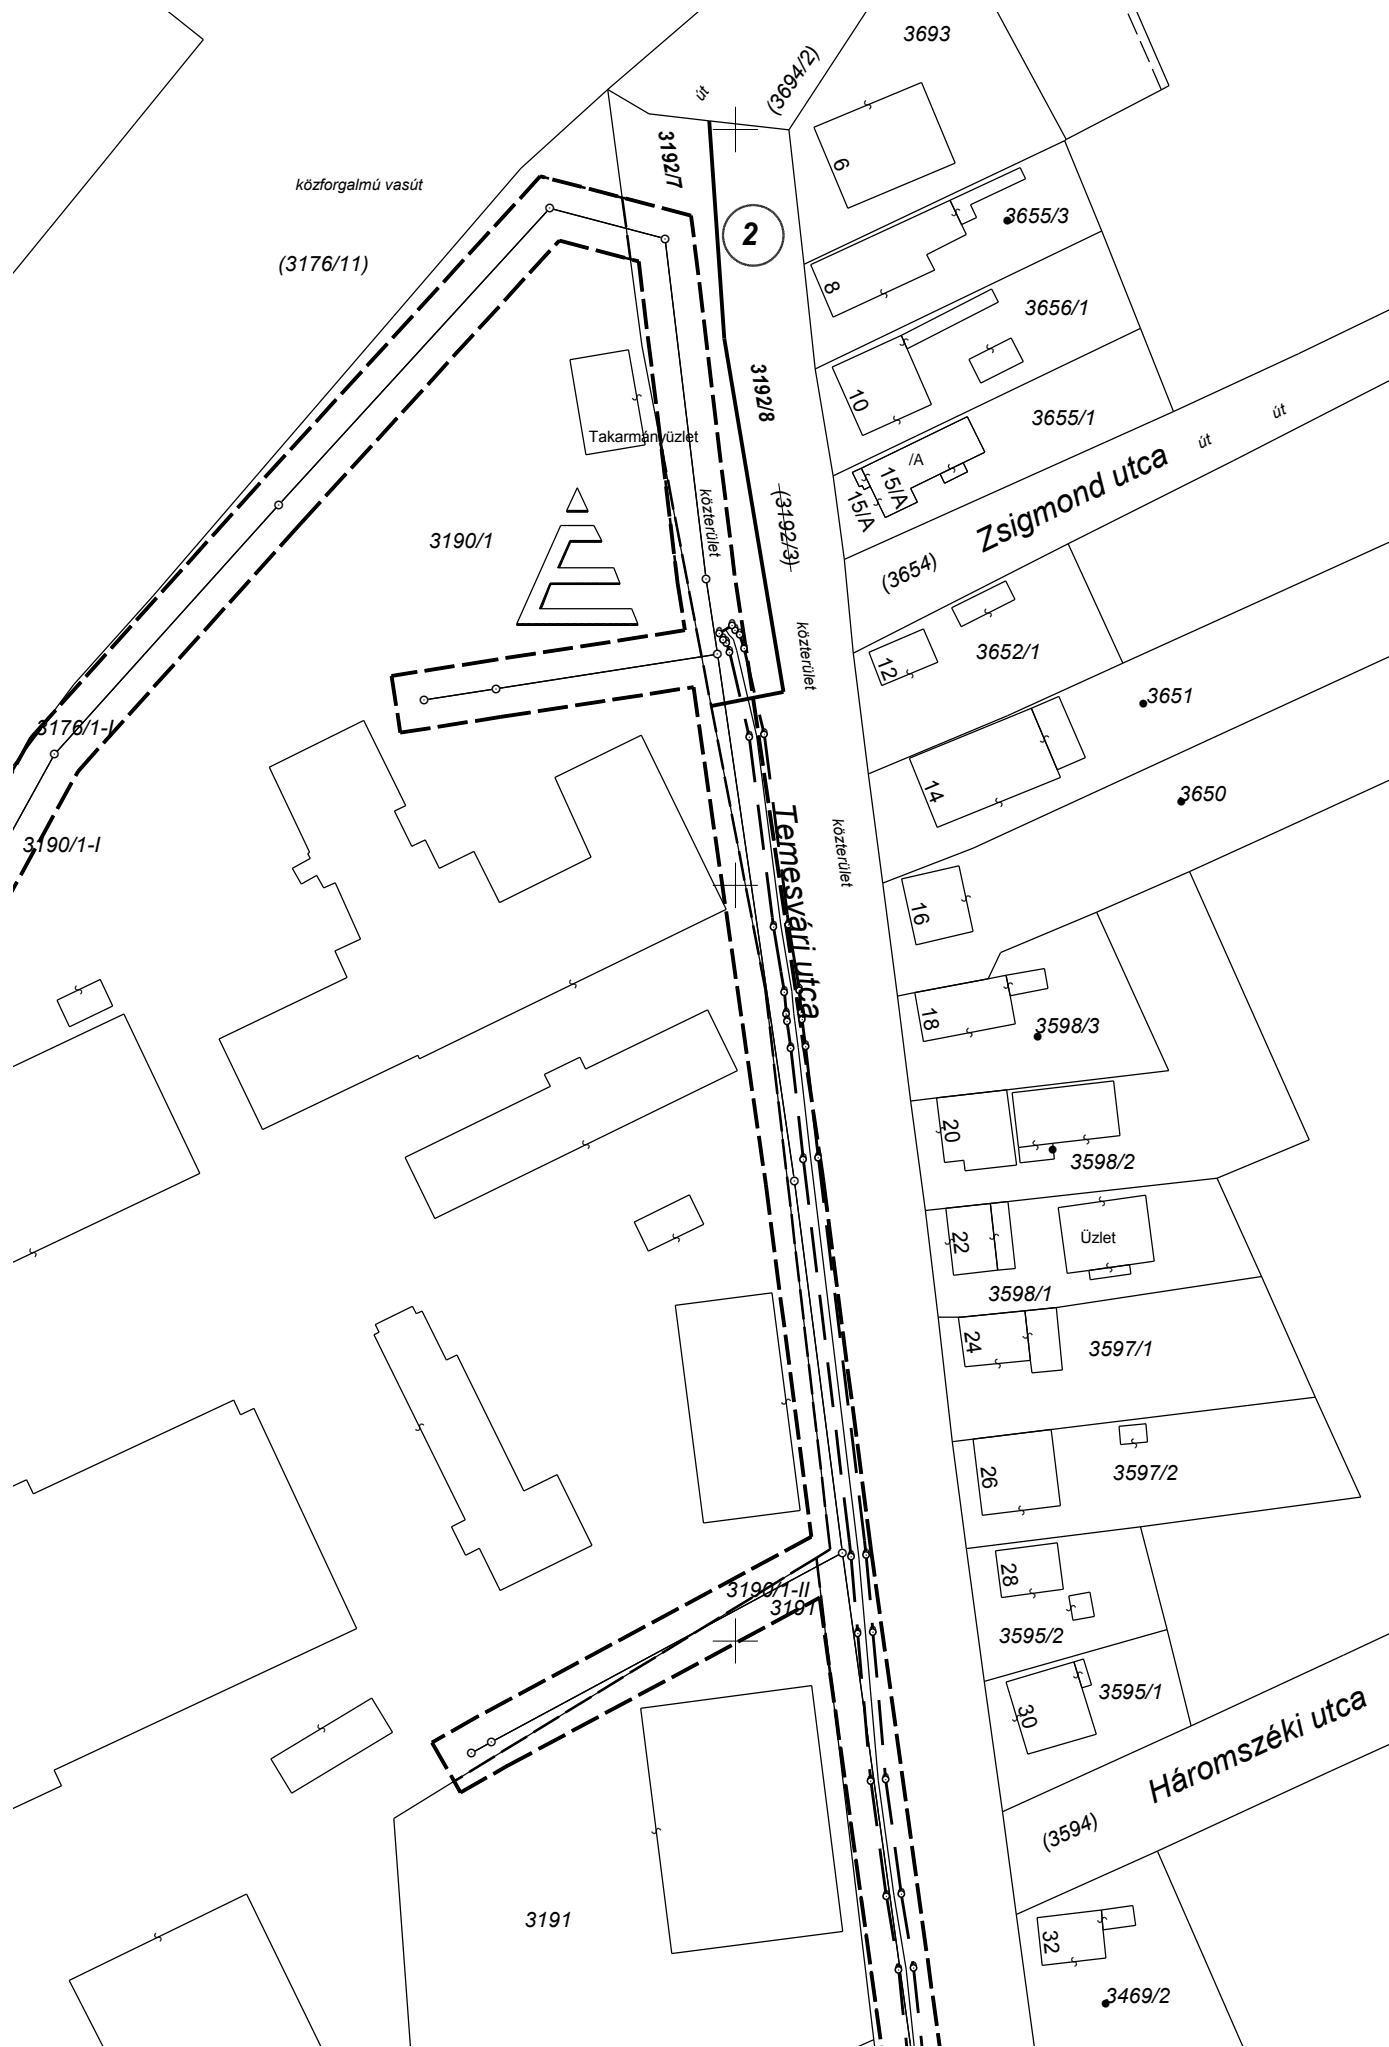 3693
(3694/2)
út
3192/7
6
közforgalmú vasút
3655/3
2
(3176/11)
8
3656/1
3192/8
10
3655/1
út
út
Takarmányüzlet
/A
15/A
15/A
Zsigmond utca
közterület
(3192/3)
3190/1
(3654)
közterület
3652/1
12
3651
3176/1-I
14
3650
Temesvári utca
közterület
3190/1-I
16
18
3598/3
20
3598/2
22
Üzlet
3598/1
24
3597/1
26
3597/2
28
3190/1-II
3191
3595/2
30
3595/1
Háromszéki utca
(3594)
3191
32
3469/2